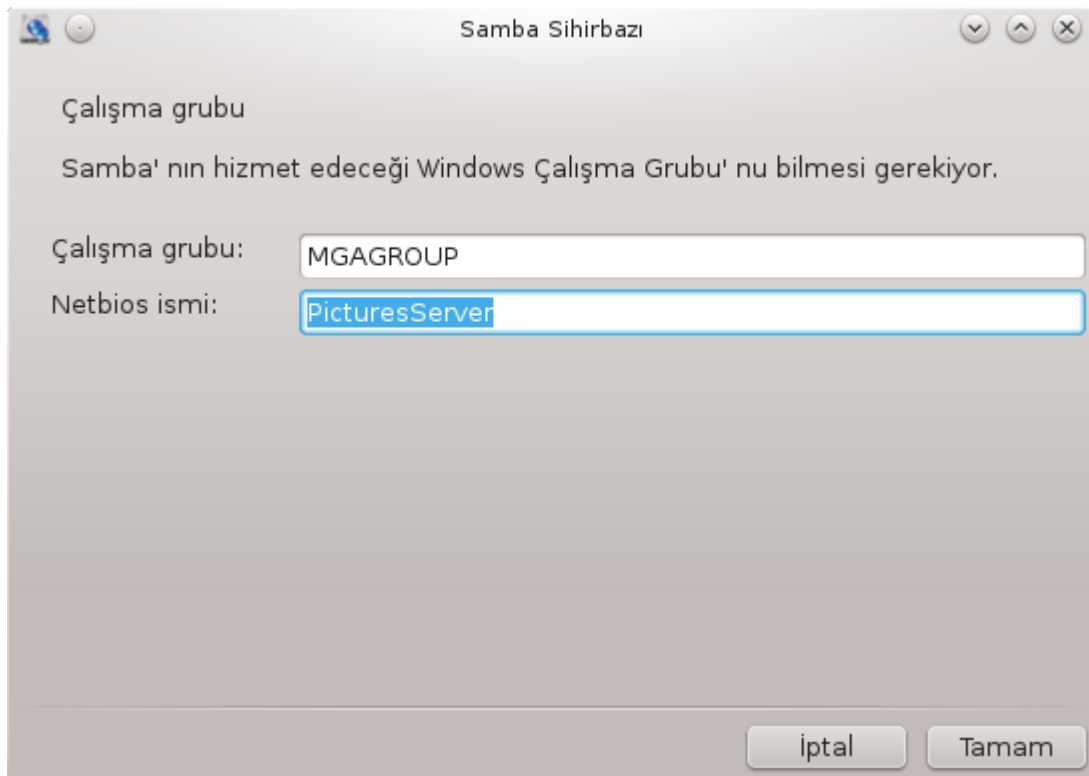 Samba Sihirbazı
Çalışma grubu
Samba' nın hizmet edeceği Windows Çalışma Grubu' nu bilmesi gerekiyor.
Çalışma grubu: MGAGROUP
Netbios ismi: PicturesServer
İptal Tamam